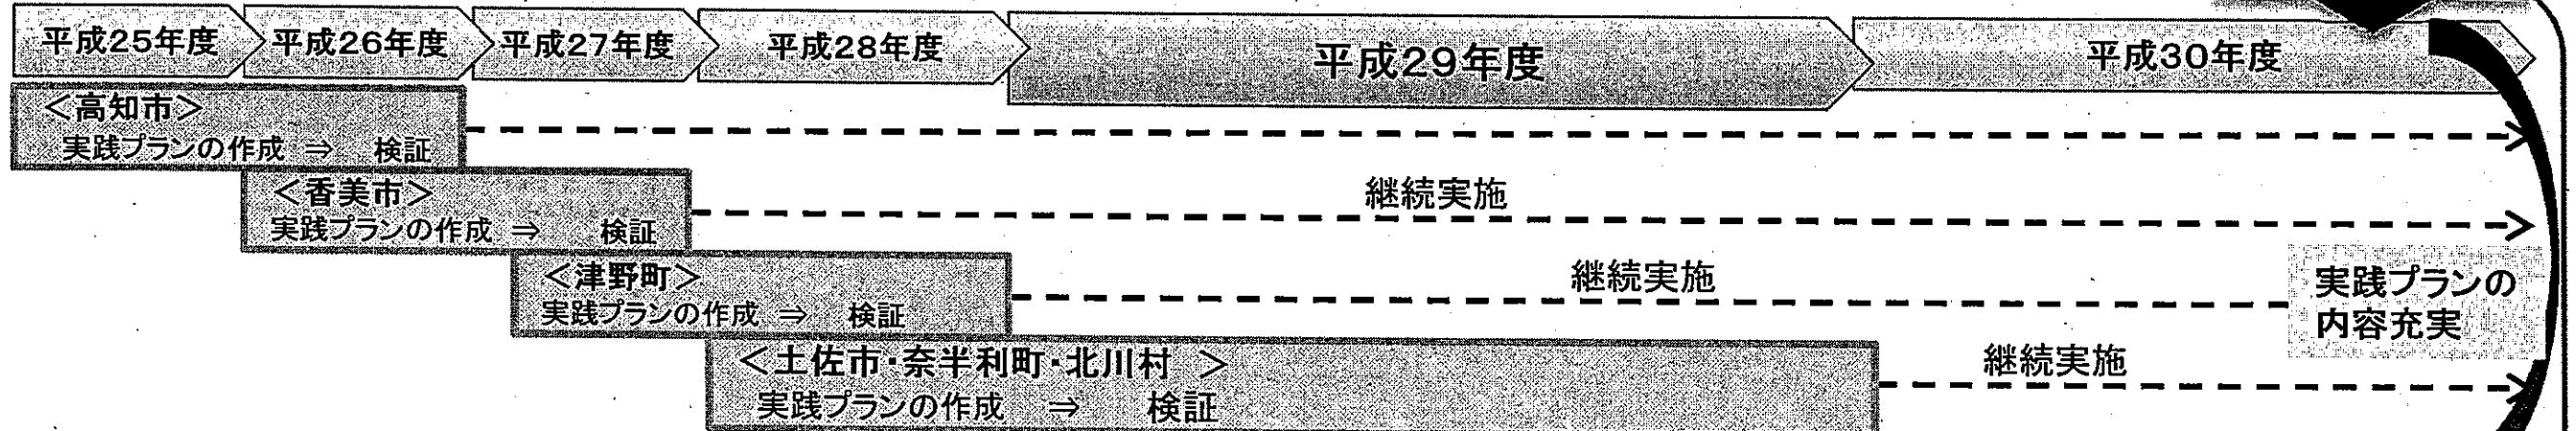 平成25年度 平成26年度 平成27年度 平成28年度 平成29年度 平成30年度
＜高知市＞
実践プランの作成 ⇒ 検証
＜香美市＞
実践プランの作成 ⇒ 検証
継続実施
＜津野町＞
実践プランの作成 ⇒ 検証
継続実施
実践プランの
内容充実
＜土佐市・奈半利町・北川村 ＞
実践プランの作成 ⇒ 検証
継続実施